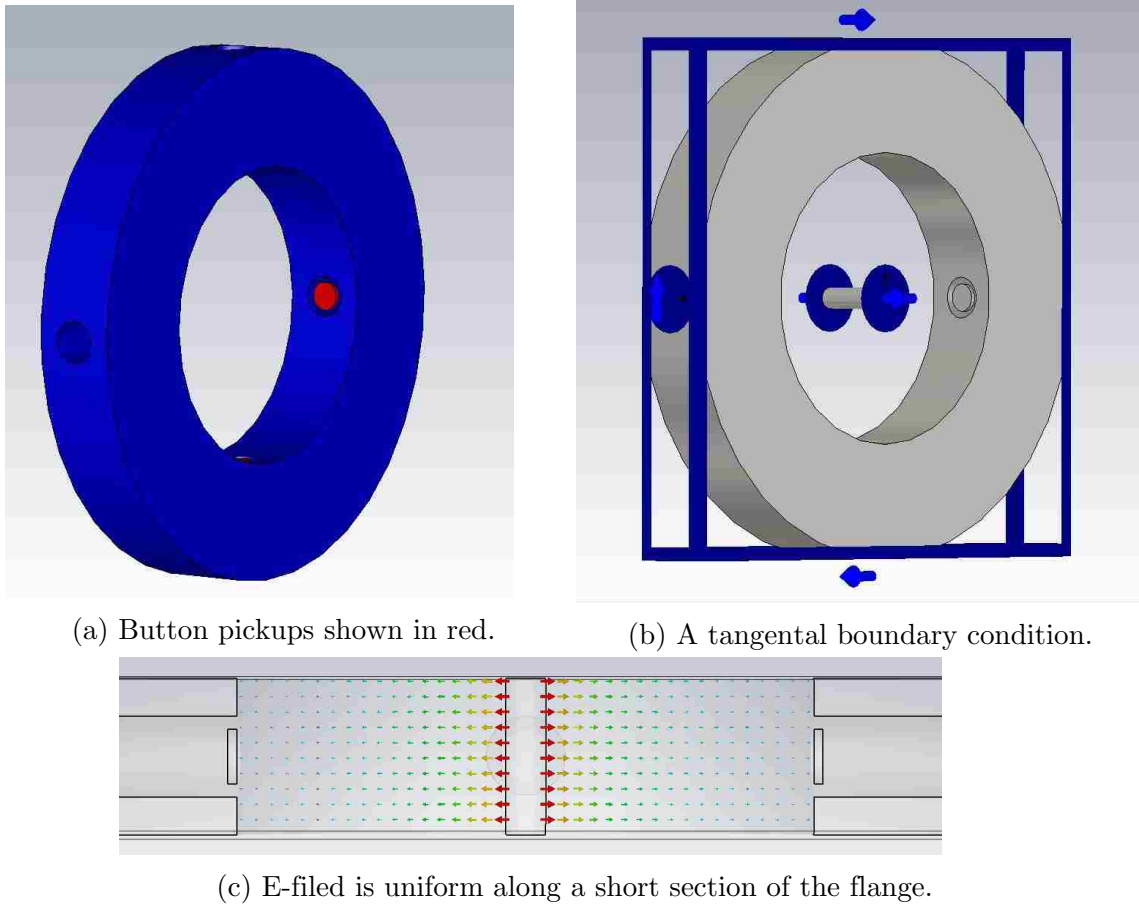 (a) Button pickups shown in red.
(b) A tangental boundary condition.
(c) E-filed is uniform along a short section of the flange.